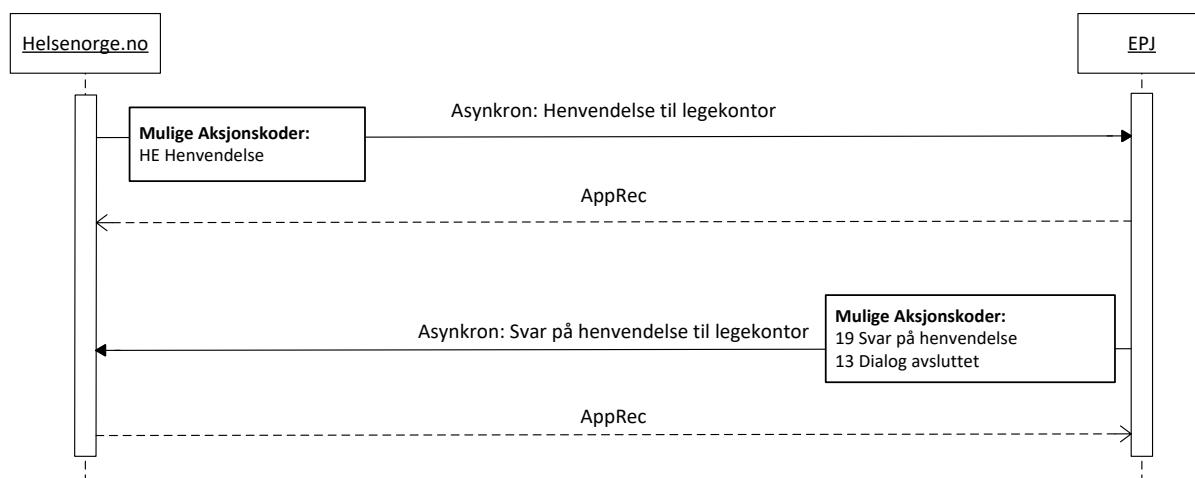 Helsenorge.no
EPJ
Asynkron: Henvendelse til legekontor
Mulige Aksjonskoder:
HE Henvendelse
AppRec
Mulige Aksjonskoder:
19 Svar på henvendelse
13 Dialog avsluttet
Asynkron: Svar på henvendelse til legekontor
AppRec